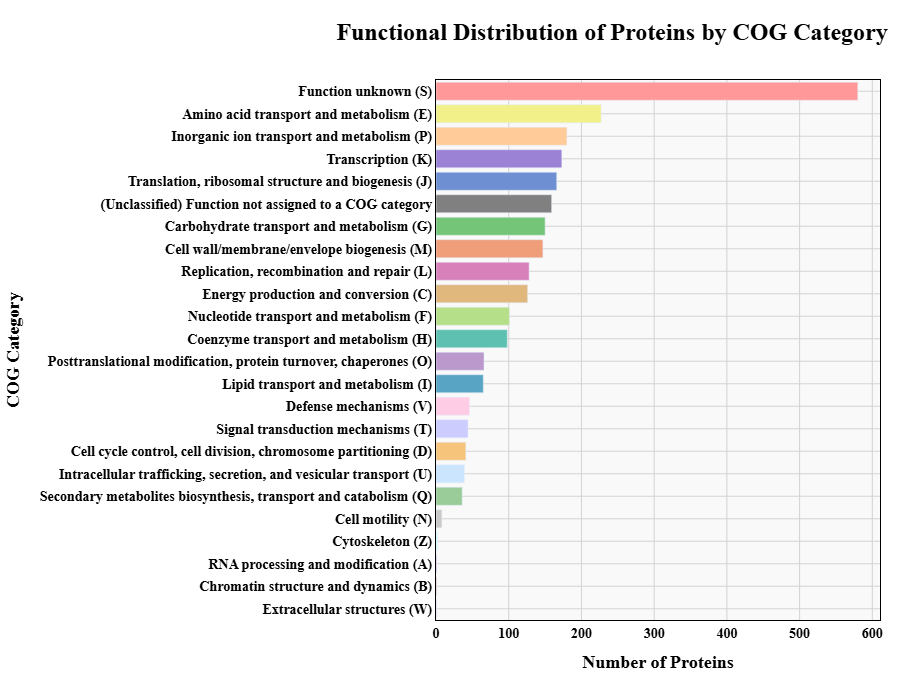 Functional Distribution of Proteins by COG Category
Function unknown (S)
Amino acid transport and metabolism (E)
Inorganic ion transport and metabolism (P)
Transcription (K)
Translation, ribosomal structure and biogenesis (J)
(Unclassified) Function not assigned to a COG category
Carbohydrate transport and metabolism (G)
Cell wall/membrane/envelope biogenesis (M)
Replication, recombination and repair (L)
Energy production and conversion (C)
Nucleotide transport and metabolism (F)
Coenzyme transport and metabolism (H)
Posttranslational modification, protein turnover, chaperones (O)
Lipid transport and metabolism (I)
Defense mechanisms (V)
Signal transduction mechanisms (T)
Cell cycle control, cell division, chromosome partitioning (D)
Intracellular trafficking, secretion, and vesicular transport (U)
Secondary metabolites biosynthesis, transport and catabolism (Q)
Cell motility (N)
Cytoskeleton (Z)
RNA processing and modification (A)
Chromatin structure and dynamics (B)
Extracellular structures (W)
COG Category
0 100 200 300 400 500 600
Number of Proteins